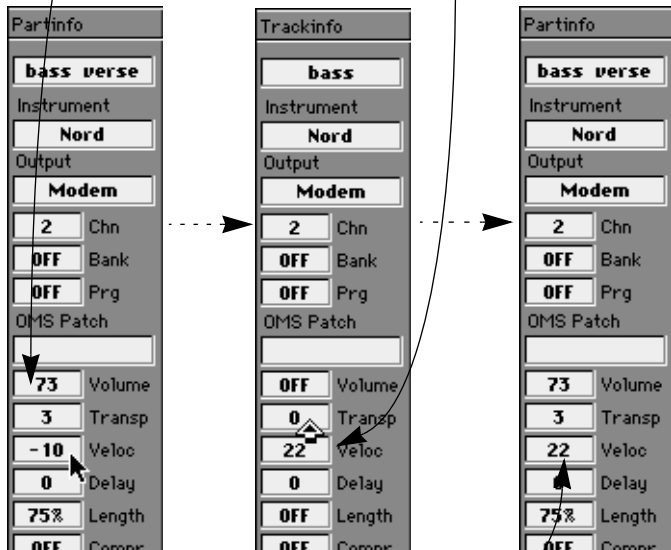 Partinfo
bass verse
Instrument
Nord
Output
Modem
2 Chn
OFF Bank
OFF Prg
OMS Patch
73 Volume
3 Transp
-10 Veloc
0 Delay
75% Length
OFF Compr
Trackinfo
bass
Instrument
Nord
Output
Modem
2 Chn
OFF Bank
OFF Prg
OMS Patch
OFF Volume
0 Transp
22 Veloc
0 Delay
OFF Length
OFF Compr
Partinfo
bass verse
Instrument
Nord
Output
Modem
2 Chn
OFF Bank
OFF Prg
OMS Patch
73 Volume
3 Transp
22 Veloc
0 Delay
75% Length
OFF Compr